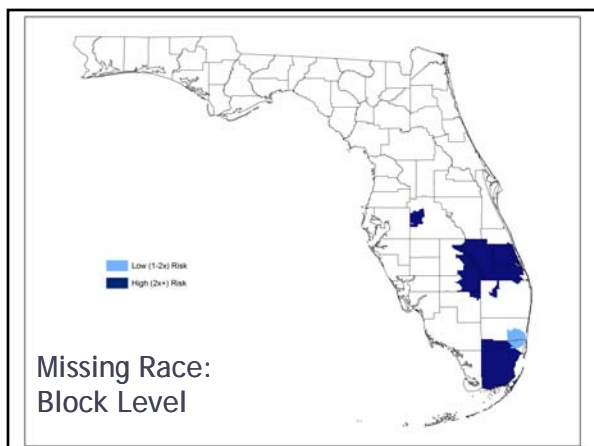 Low (1-2x) Risk
High (2x+) Risk
Missing Race:
Block Level